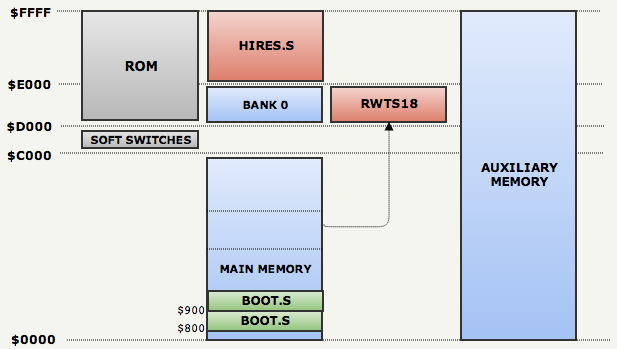 $FFFF
HIRES.S
ROM
$E000
BANK 0
RWTS18
$D000
SOFT SWITCHES
$C000
AUXILIARY
MEMORY
MAIN MEMORY
BOOT.S
$900
BOOT.S
$800
$0000